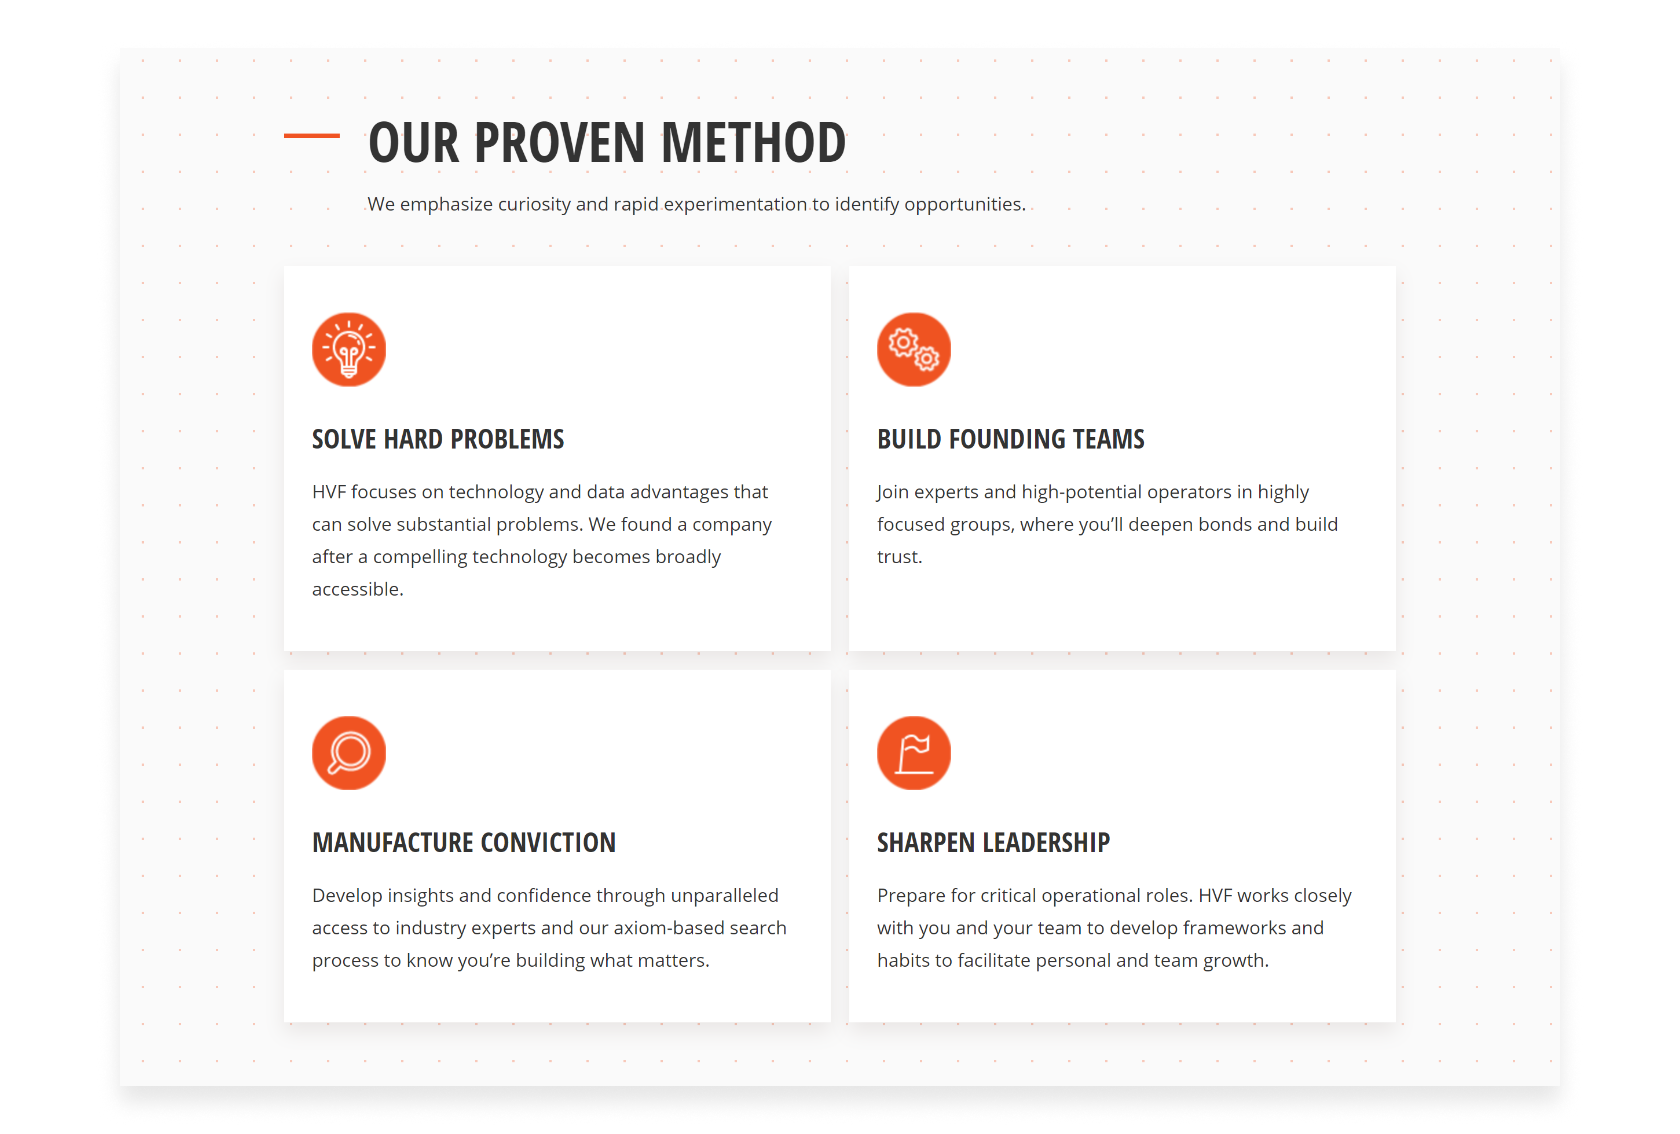 OUR PROVEN METHOD
We emphasize curiosity and rapid experimentation to identify opportunities.
SOLVE HARD PROBLEMS
HVF focuses on technology and data advantages that
can solve substantial problems. We found a company
after a compelling technology becomes broadly
accessible.
BUILD FOUNDING TEAMS
Join experts and high-potential operators in highly
focused groups, where you’ll deepen bonds and build
trust.
MANUFACTURE CONVICTION
Develop insights and confidence through unparalleled
access to industry experts and our axiom-based search
process to know you’re building what matters.
SHARPEN LEADERSHIP
Prepare for critical operational roles. HVF works closely
with you and your team to develop frameworks and
habits to facilitate personal and team growth.